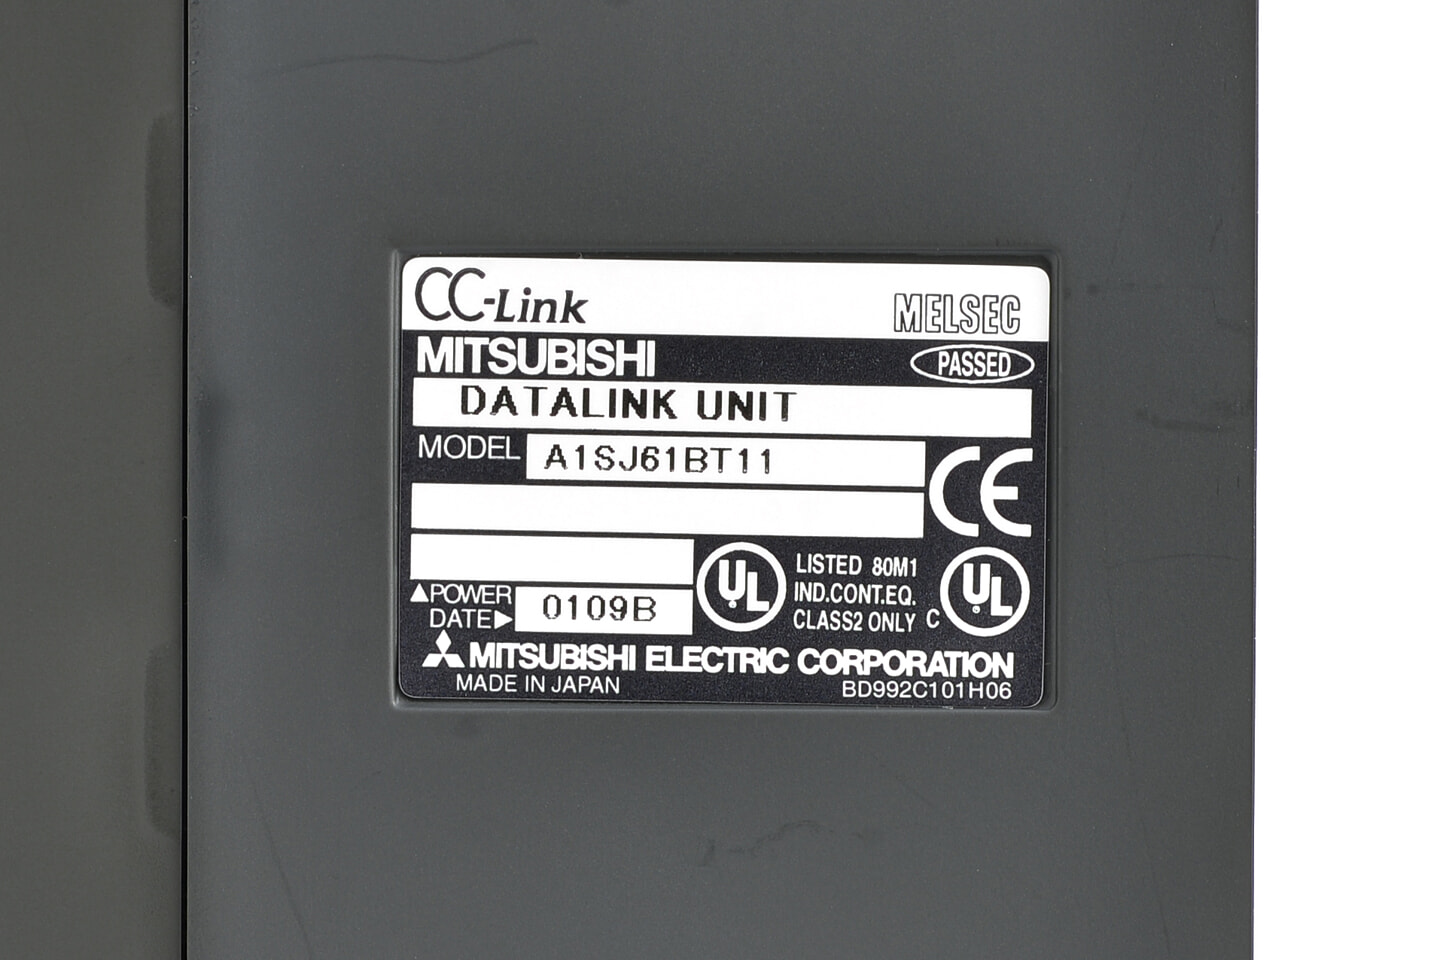 CC-Link
MELSEC
MITSUBISHI
PASSED
DATALINK UNIT
MODEL A1SJ61BT11
CE
▲POWER
DATE▶ 0109B
UL
LISTED 80M1
IND.CONT.EQ.
CLASS2 ONLY
C UL
MITSUBISHI ELECTRIC CORPORATION
MADE IN JAPAN
BD992C101H06